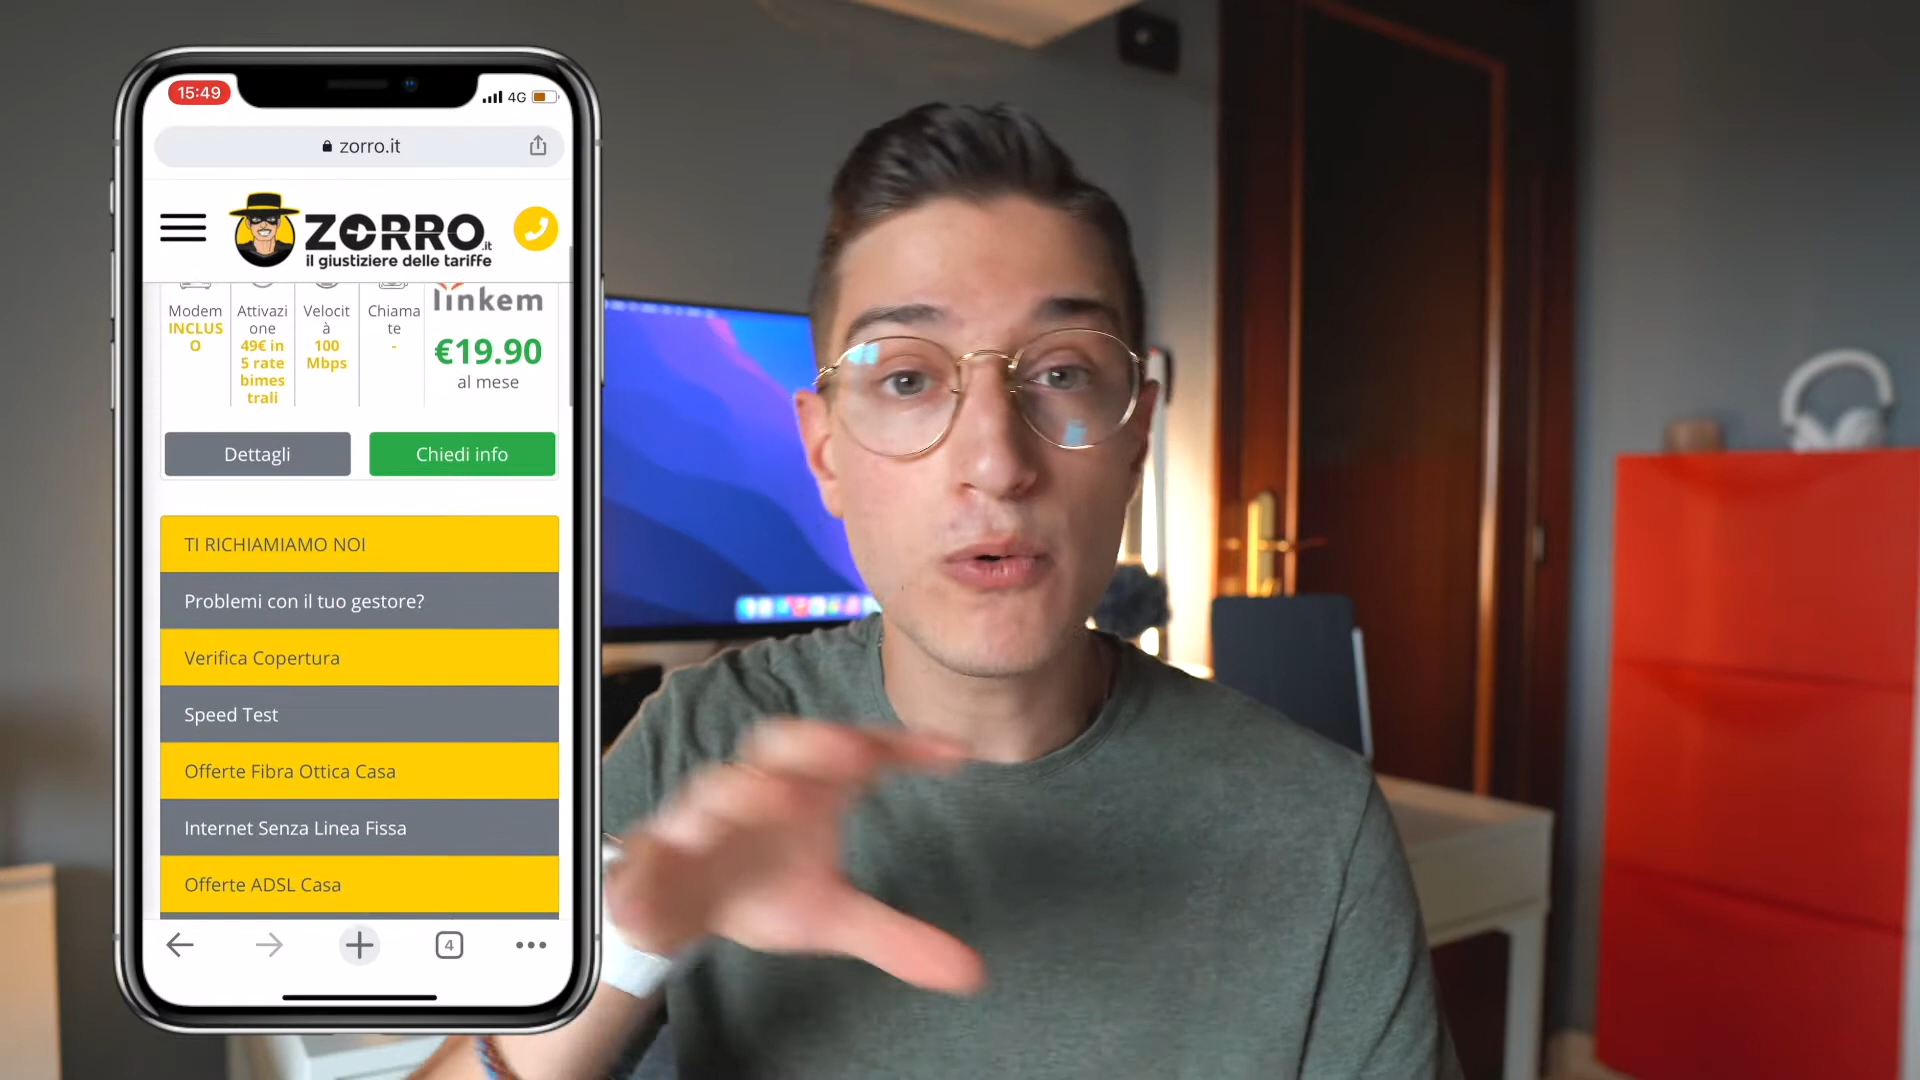 15:49
4G
zorro.it
ZORRO.it
il giustiziere delle tariffe
Modem
INCLUS
O
Attivazi
one
49€ in
5 rate
bimes
trali
Velocit
à
100
Mbps
Chiama
te
-
linkem
€19.90
al mese
Dettagli
Chiedi info
TI RICHIAMIAMO NOI
Problemi con il tuo gestore?
Verifica Copertura
Speed Test
Offerte Fibra Ottica Casa
Internet Senza Linea Fissa
Offerte ADSL Casa
4